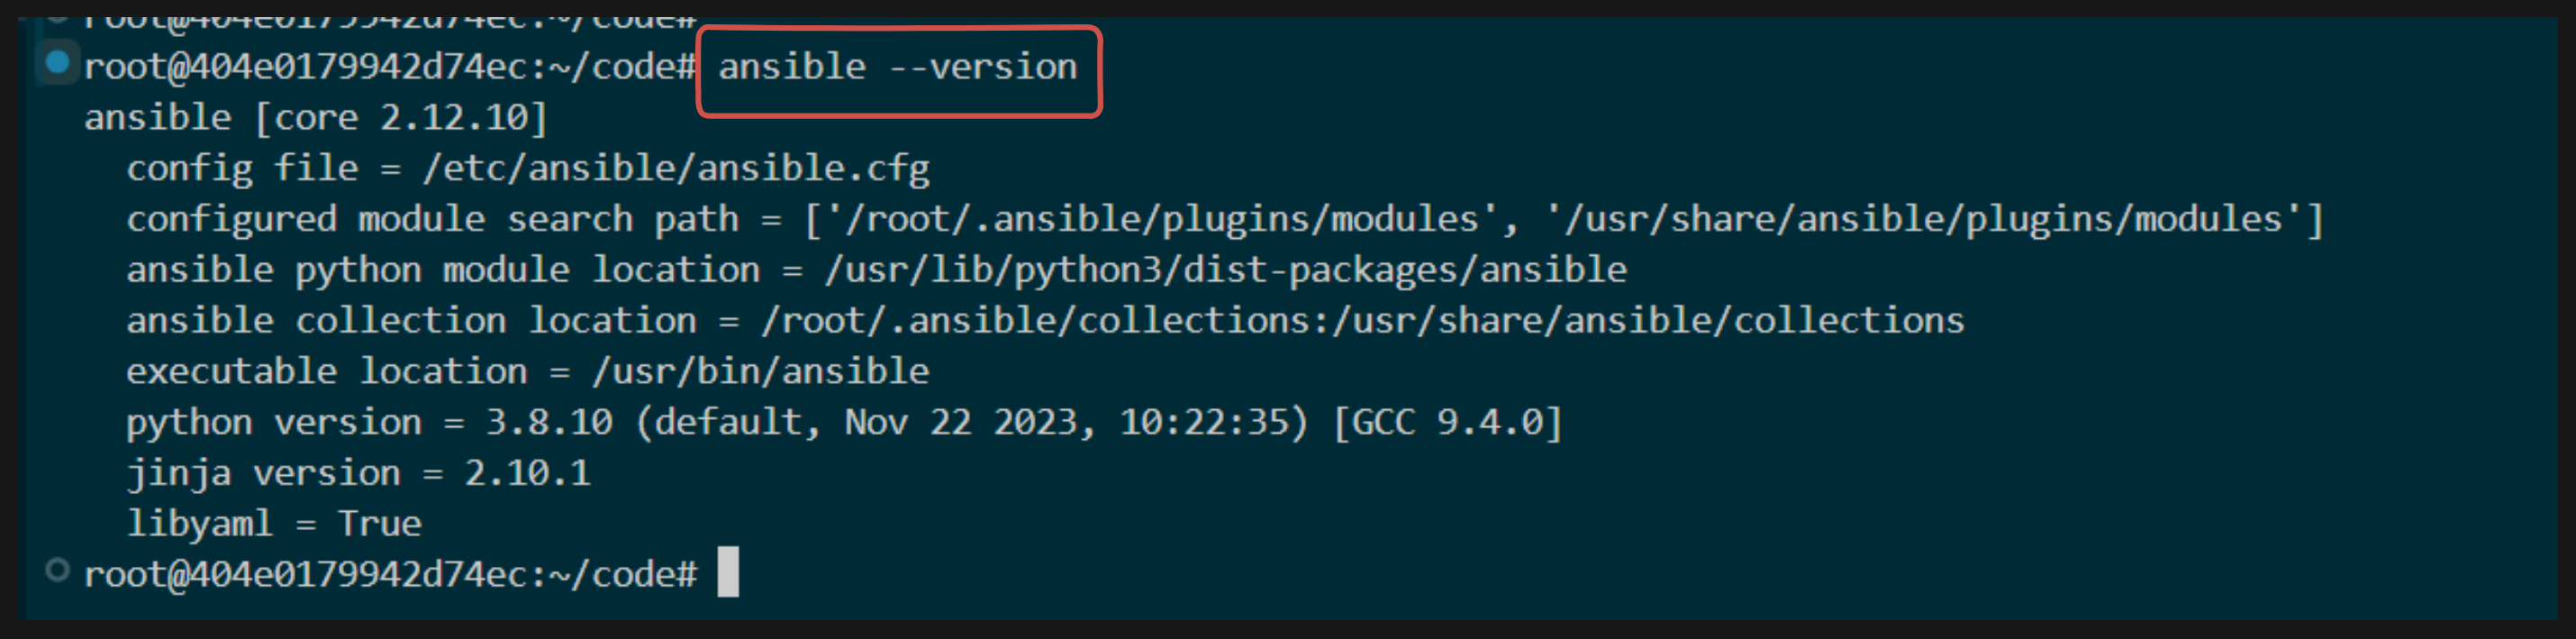 root@404e0179942d74ec:~/code#
root@404e0179942d74ec:~/code# ansible --version
ansible [core 2.12.10]
  config file = /etc/ansible/ansible.cfg
  configured module search path = ['/root/.ansible/plugins/modules', '/usr/share/ansible/plugins/modules']
  ansible python module location = /usr/lib/python3/dist-packages/ansible
  ansible collection location = /root/.ansible/collections:/usr/share/ansible/collections
  executable location = /usr/bin/ansible
  python version = 3.8.10 (default, Nov 22 2023, 10:22:35) [GCC 9.4.0]
  jinja version = 2.10.1
  libyaml = True
root@404e0179942d74ec:~/code#